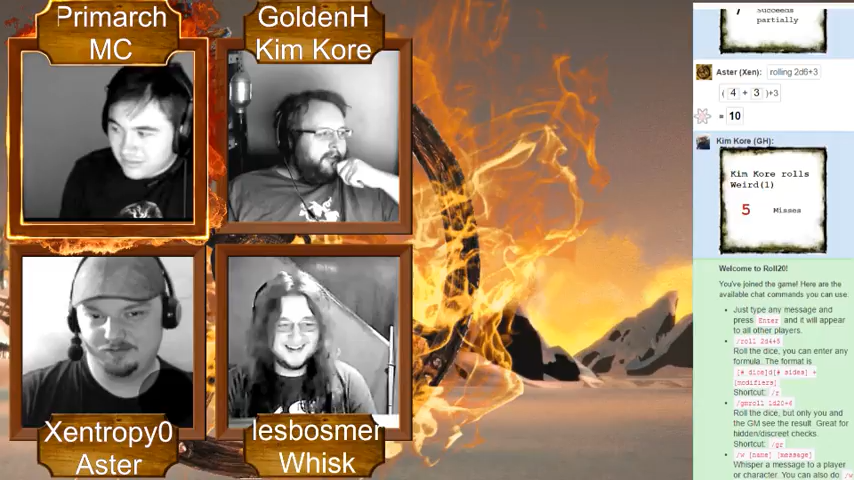 Primarch
MC
GoldenH
Kim Kore
Xentropy0
Aster
lesbosmer
Whisk
succeeds
partially
Aster (Xen): rolling 2d6+3
( 4 + 3 )+3
= 10
Kim Kore (GH):
Kim Kore rolls
Weird(1)
5 Misses
Welcome to Roll20!
You've joined the game! Here are the
available chat commands you can use:
Just type any message and
press Enter and it will appear
to all other players.
/roll 2d4+5
Roll the dice, you can enter any
formula. The format is
[# dice]d[# sides] +
[modifiers]
Shortcut: /r
/gmroll 1d20+6
Roll the dice, but only you and
the GM see the result. Great for
hidden/discreet checks.
Shortcut: /gr
/w [name] [message]
Whisper a message to a player
or character. You can also do /w